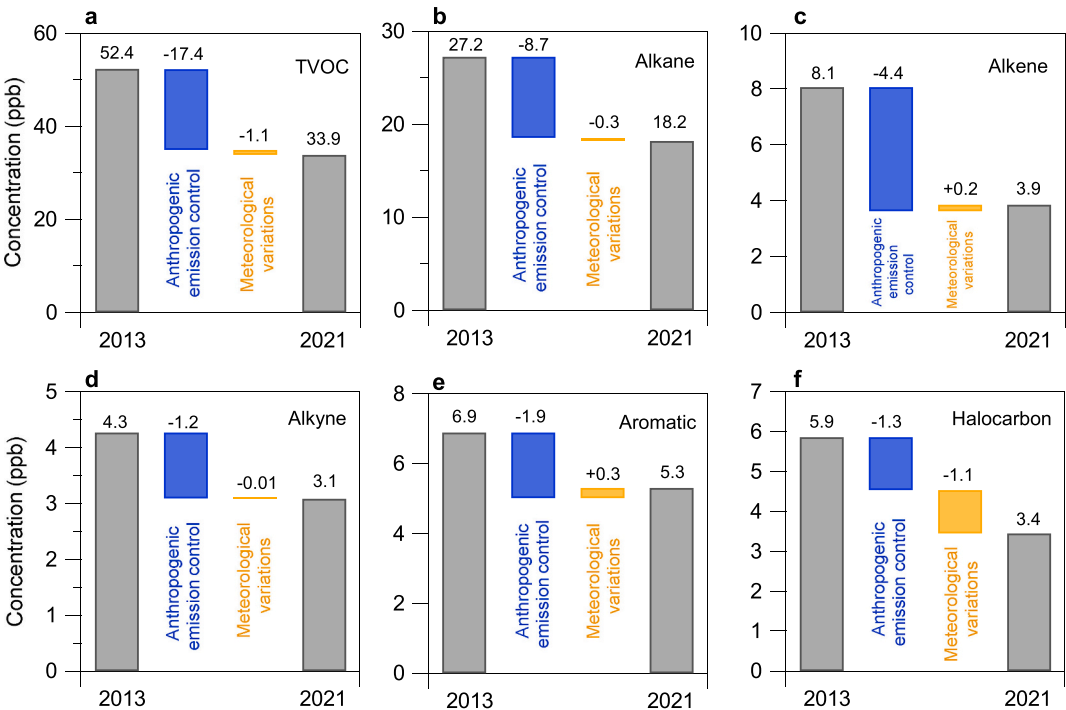 a
60
40
20
0
Concentration (ppb)
52.4
-17.4
-1.1
33.9
TVOC
Anthropogenic
emission control
Meteorological
variations
2013
2021
b
30
20
10
0
27.2
-8.7
-0.3
18.2
Alkane
Anthropogenic
emission control
Meteorological
variations
2013
2021
c
10
8
6
4
2
0
8.1
-4.4
+0.2
3.9
Alkene
Anthropogenic
emission
control
Meteorological
variations
2013
2021
d
5
4
3
2
1
0
Concentration (ppb)
4.3
-1.2
-0.01
3.1
Alkyne
Anthropogenic
emission control
Meteorological
variations
2013
2021
e
8
6
4
2
0
6.9
-1.9
+0.3
5.3
Aromatic
Anthropogenic
emission control
Meteorological
variations
2013
2021
f
7
6
5
4
3
2
1
0
5.9
-1.3
-1.1
3.4
Halocarbon
Anthropogenic
emission control
Meteorological
variations
2013
2021